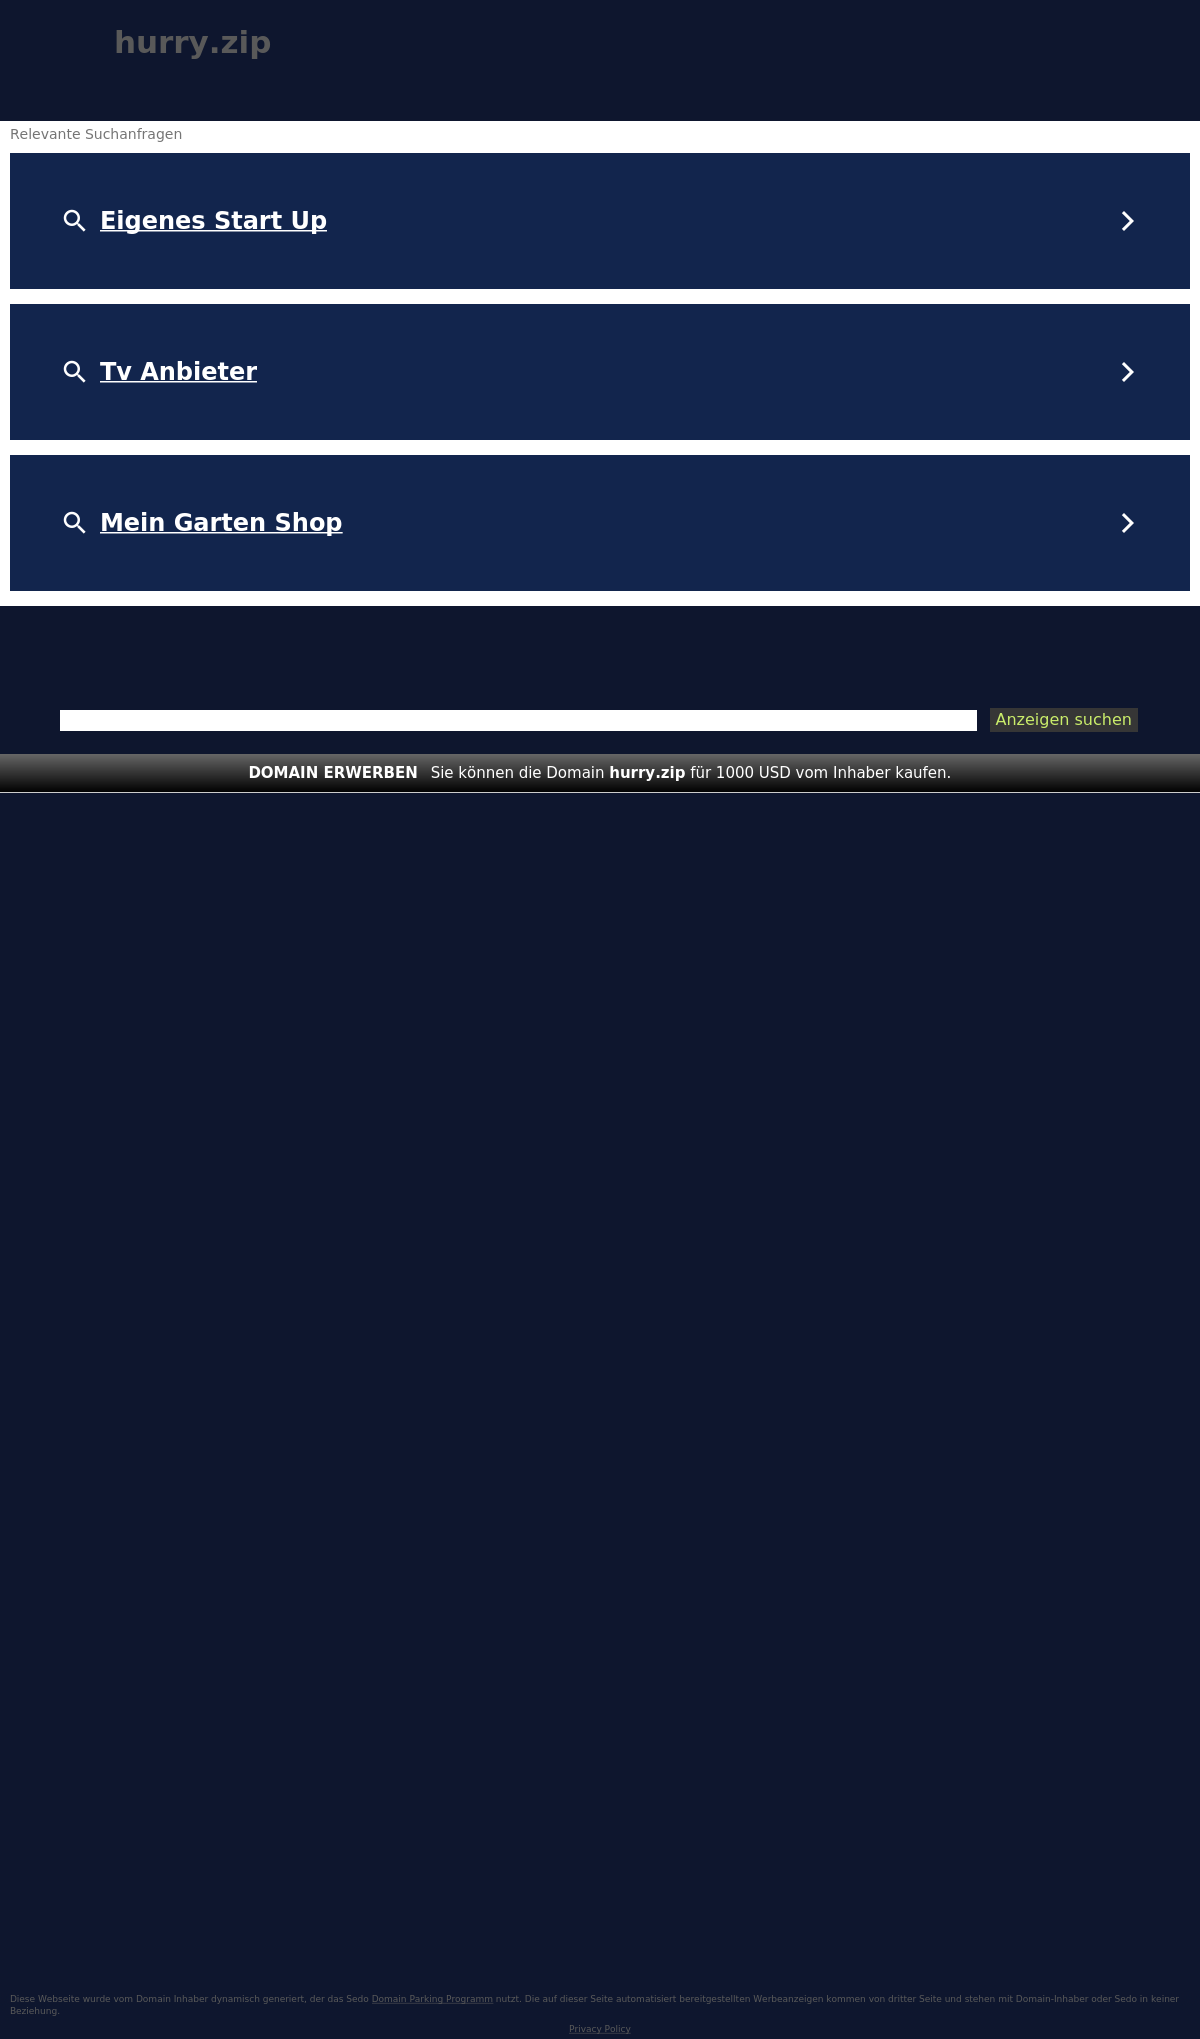 hurry.zip
Relevante Suchanfragen
Eigenes Start Up
Tv Anbieter
Mein Garten Shop
Anzeigen suchen
DOMAIN ERWERBEN Sie können die Domain hurry.zip für 1000 USD vom Inhaber kaufen.
Diese Webseite wurde vom Domain Inhaber dynamisch generiert, der das Sedo Domain Parking Programm nutzt. Die auf dieser Seite automatisiert bereitgestellten Werbeanzeigen kommen von dritter Seite und stehen mit Domain-Inhaber oder Sedo in keiner
Beziehung.
Privacy Policy